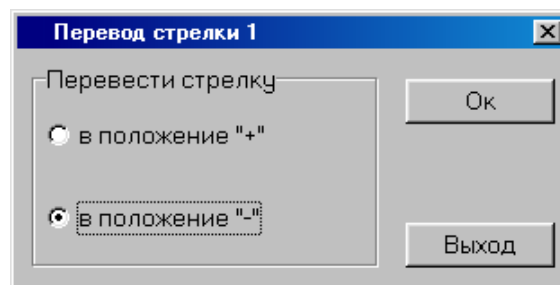 Перевод стрелки 1
Перевести стрелку
в положение "+"
в положение "-"
Ок
Выход